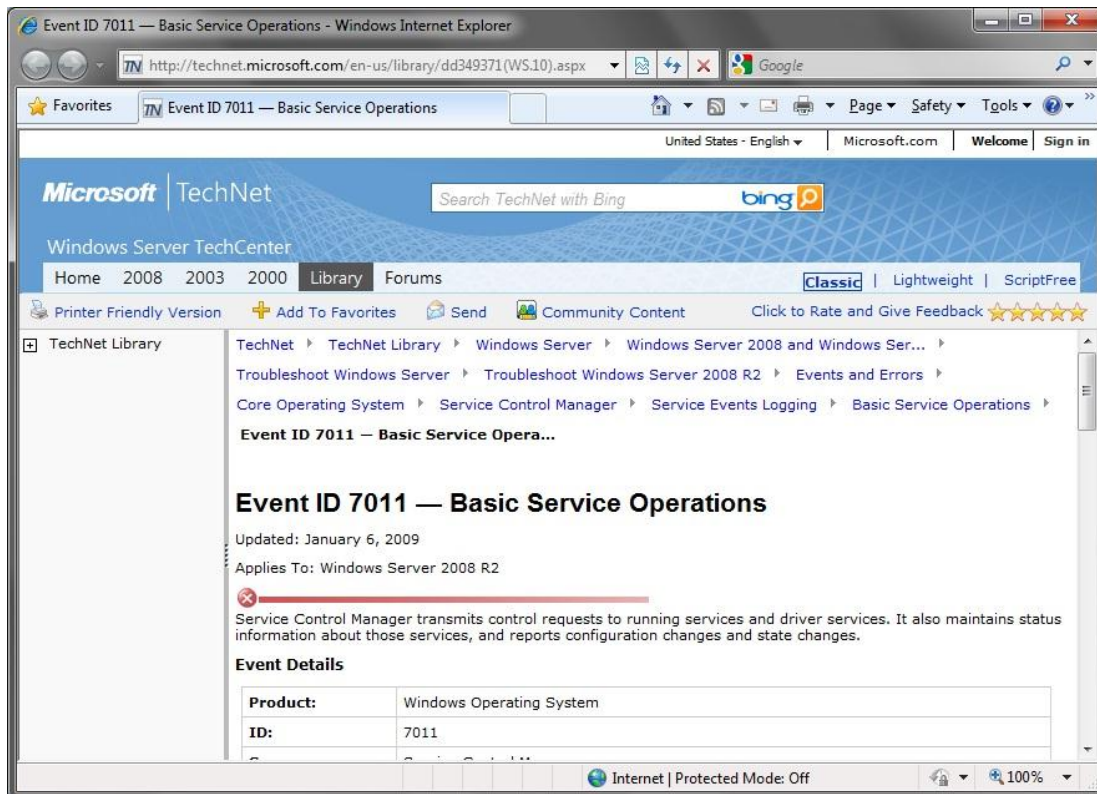 Event ID 7011 — Basic Service Operations - Windows Internet Explorer
TN http://technet.microsoft.com/en-us/library/dd349371(WS.10).aspx Google
Favorites TN Event ID 7011 — Basic Service Operations Page Safety Tools »
United States - English Microsoft.com Welcome Sign in
Microsoft TechNet
Search TechNet with Bing bing
Windows Server TechCenter
Home 2008 2003 2000 Library Forums Classic | Lightweight | ScriptFree
Printer Friendly Version Add To Favorites Send Community Content Click to Rate and Give Feedback
TechNet Library
TechNet TechNet Library Windows Server Windows Server 2008 and Windows Ser...
Troubleshoot Windows Server Troubleshoot Windows Server 2008 R2 Events and Errors
Core Operating System Service Control Manager Service Events Logging Basic Service Operations
Event ID 7011 — Basic Service Opera...
Event ID 7011 — Basic Service Operations
Updated: January 6, 2009
Applies To: Windows Server 2008 R2
Service Control Manager transmits control requests to running services and driver services. It also maintains status
information about those services, and reports configuration changes and state changes.
Event Details
Product: Windows Operating System
ID: 7011
Internet | Protected Mode: Off 100%